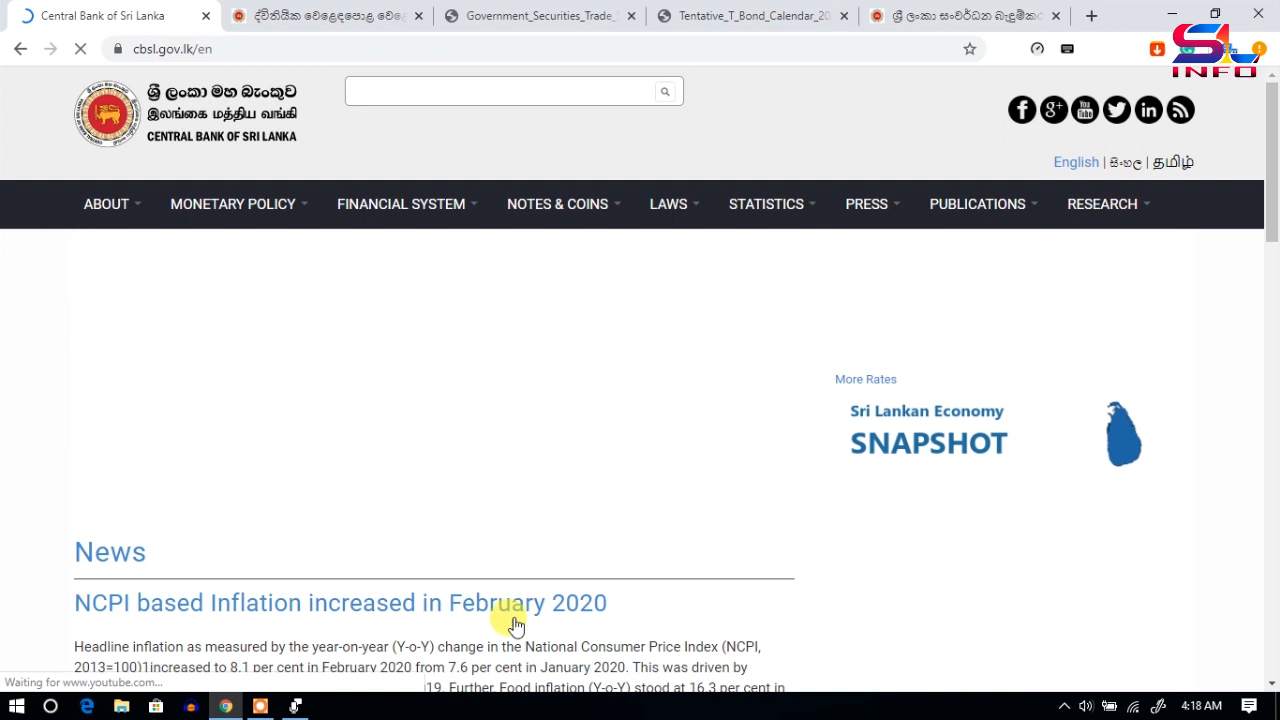 Central Bank of Sri Lanka
ද්විතියික වෙළෙඳපොළ වෙළෙ
Government_Securities_Trade_
Tentative_T_Bond_Calendar_20
ශ්‍රී ලංකා සංවර්ධන බැඳුම්කර
cbsl.gov.lk/en
SL
INFO
ශ්‍රී ලංකා මහ බැංකුව
இலங்கை மத்திய வங்கி
CENTRAL BANK OF SRI LANKA
English | සිංහල | தமிழ்
ABOUT MONETARY POLICY FINANCIAL SYSTEM NOTES & COINS LAWS STATISTICS PRESS PUBLICATIONS RESEARCH
More Rates
Sri Lankan Economy
SNAPSHOT
News
NCPI based Inflation increased in February 2020
Headline inflation as measured by the year-on-year (Y-o-Y) change in the National Consumer Price Index (NCPI,
2013=100)1increased to 8.1 per cent in February 2020 from 7.6 per cent in January 2020. This was driven by
19. Further, Food inflation (Y-o-Y) stood at 16.3 per cent in
Waiting for www.youtube.com...
4:18 AM